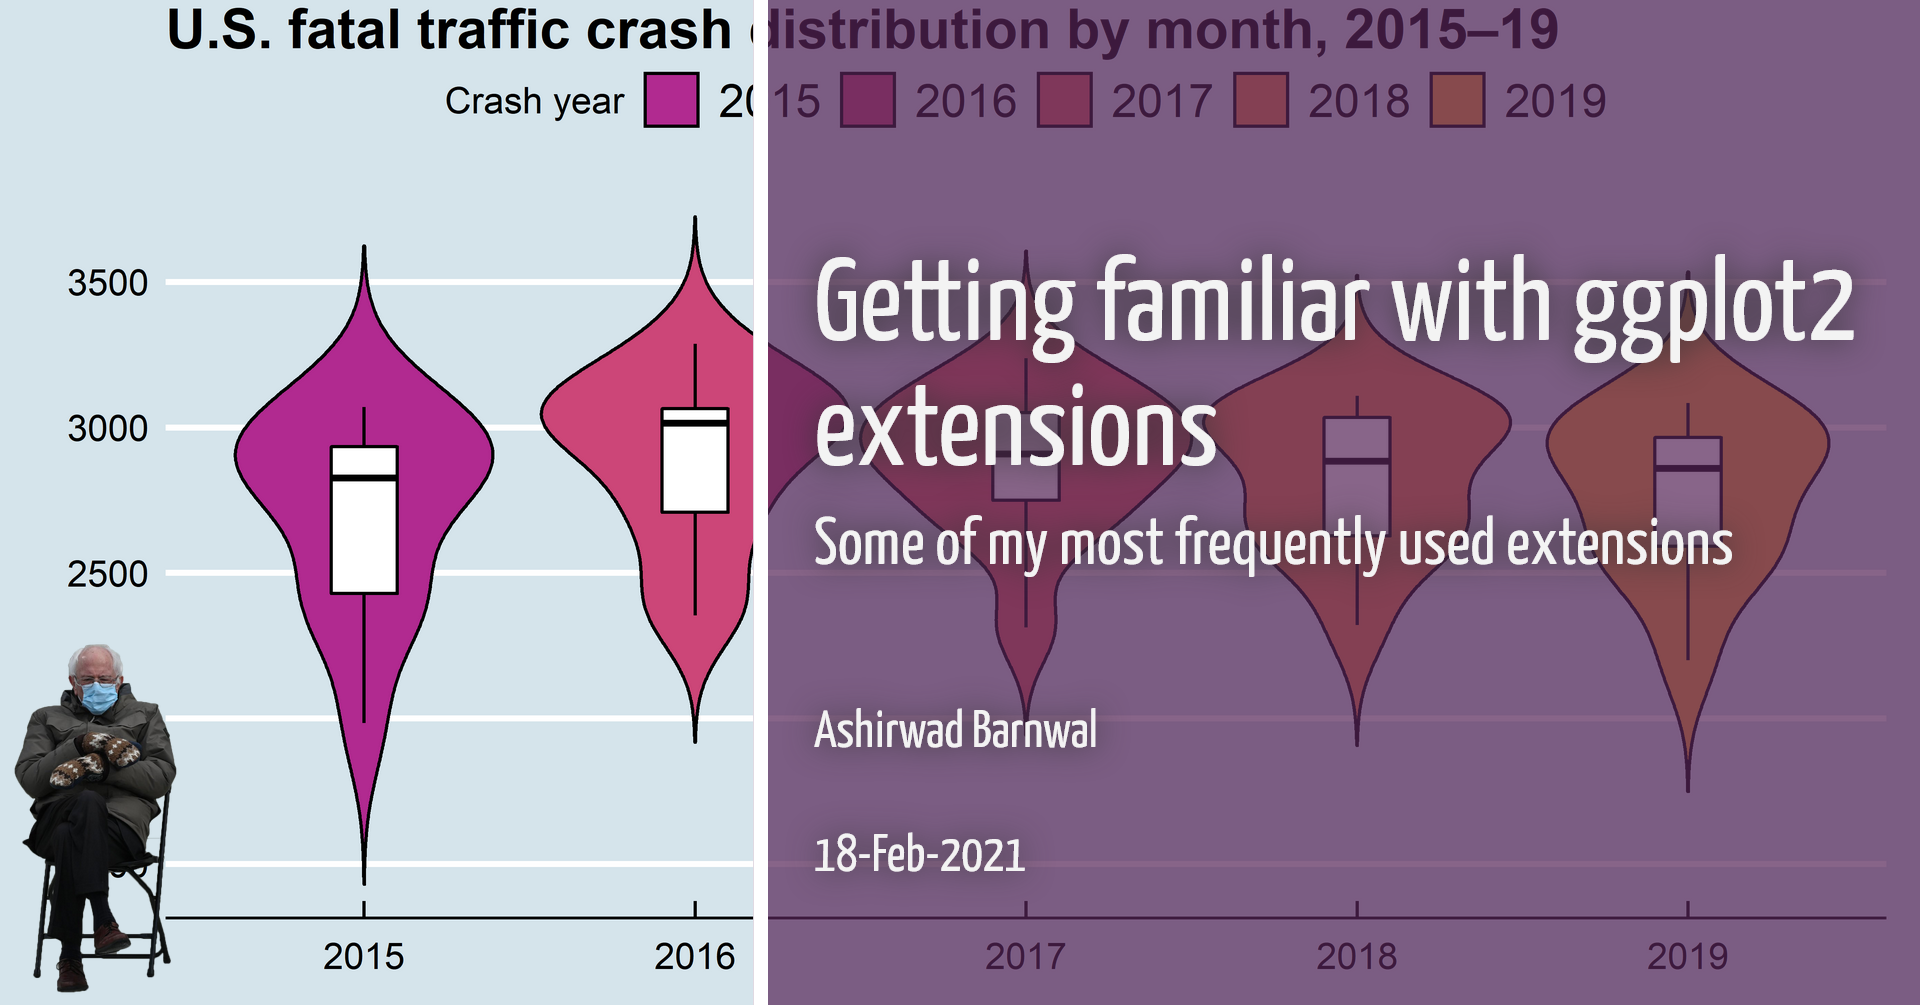 U.S. fatal traffic crash distribution by month, 2015–19
Crash year 2015 2016 2017 2018 2019
3500
3000
2500
Getting familiar with ggplot2
extensions
Some of my most frequently used extensions
Ashirwad Barnwal
18-Feb-2021
2015 2016 2017 2018 2019